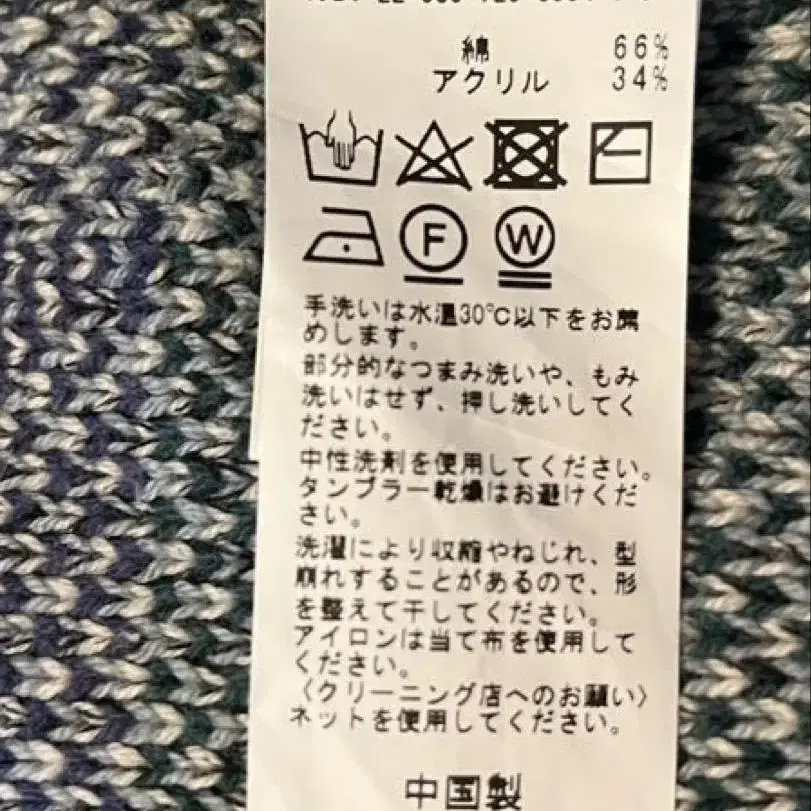 綿 66%
アクリル 34%
F W
手洗いは水温30℃以下をお薦
めします。
部分的なつまみ洗いや、もみ
洗いはせず、押し洗いしてく
ださい。
中性洗剤を使用してください。
タンブラー乾燥はお避けくだ
さい。
洗濯により収縮やねじれ、型
崩れすることがあるので、形
を整えて干してください。
アイロンは当て布を使用して
ください。
〈クリーニング店へのお願い〉
ネットを使用してください。
中国製